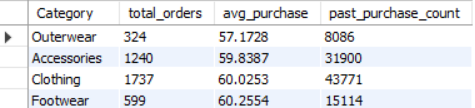 Category total_orders avg_purchase past_purchase_count
Outerwear 324 57.1728 8086
Accessories 1240 59.8387 31900
Clothing 1737 60.0253 43771
Footwear 599 60.2554 15114